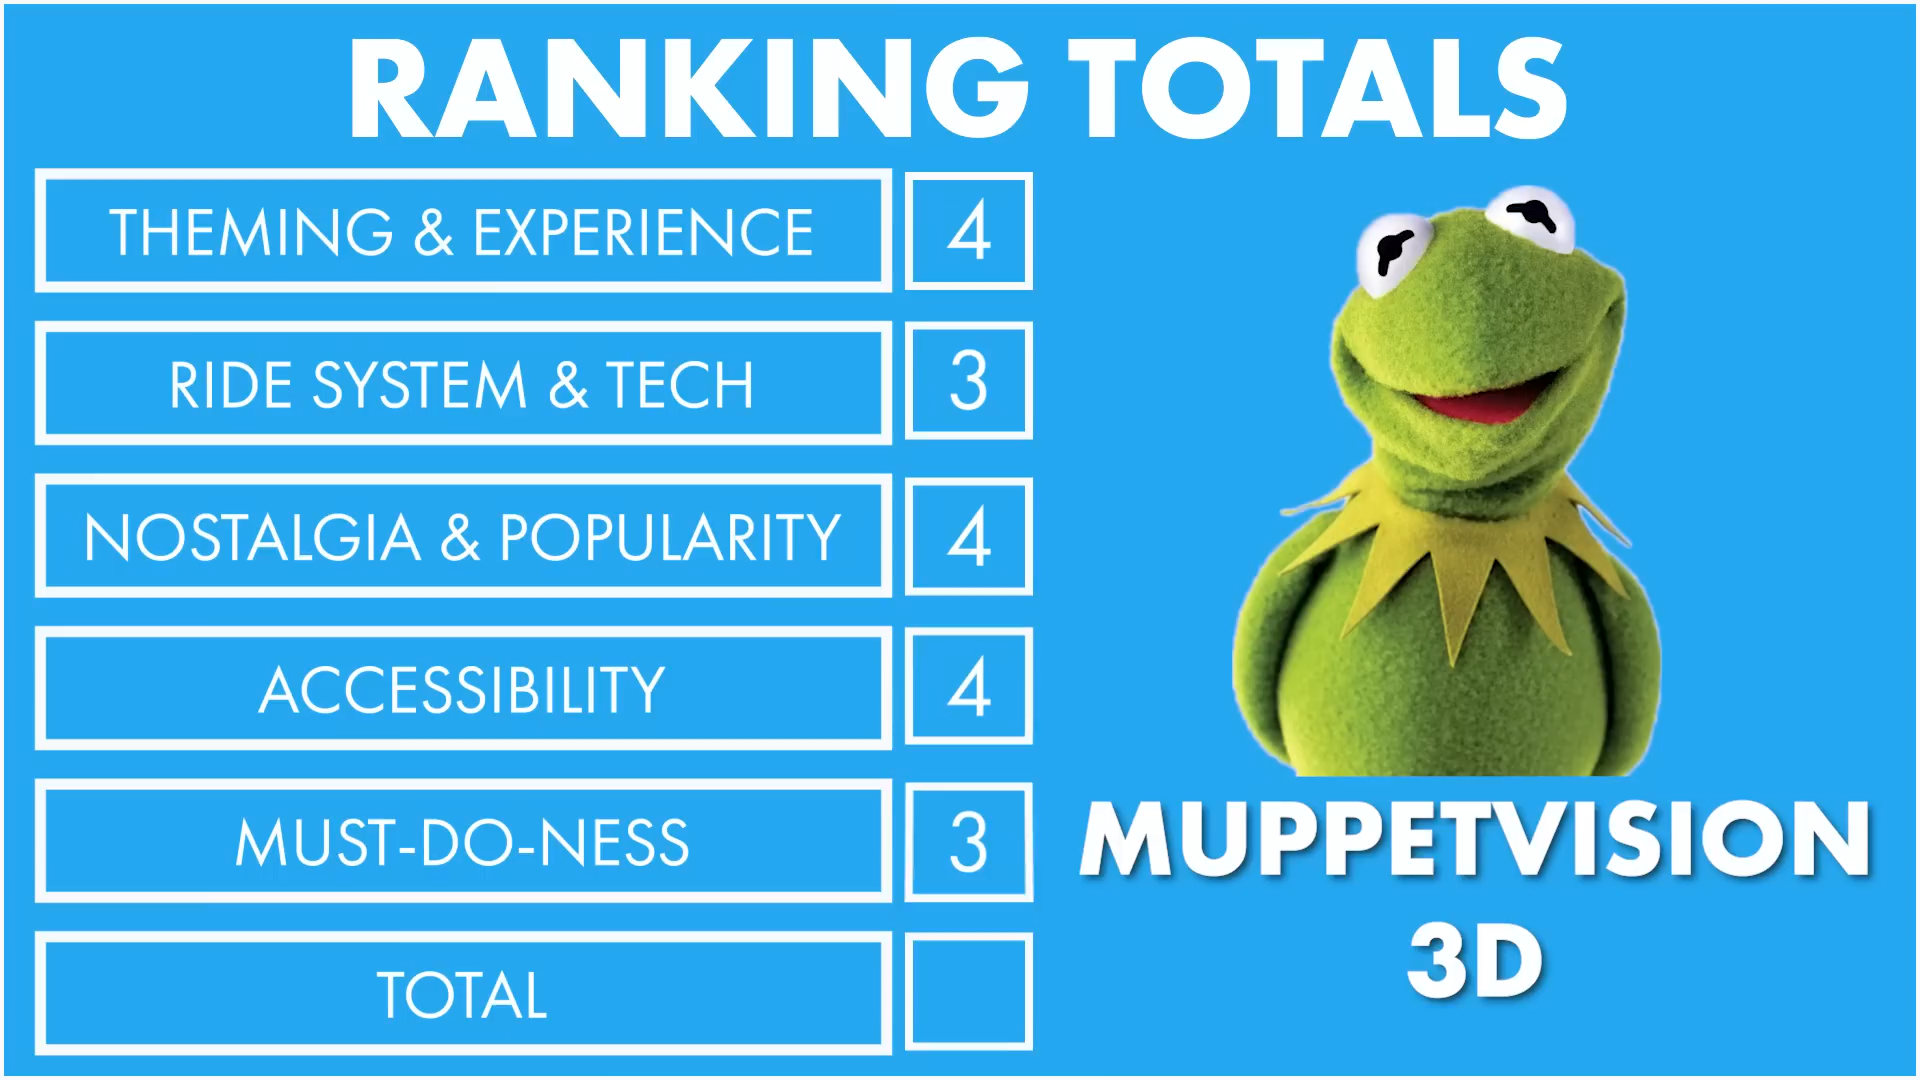 RANKING TOTALS
THEMING & EXPERIENCE 4
RIDE SYSTEM & TECH 3
NOSTALGIA & POPULARITY 4
ACCESSIBILITY 4
MUST-DO-NESS 3
TOTAL
MUPPETVISION
3D